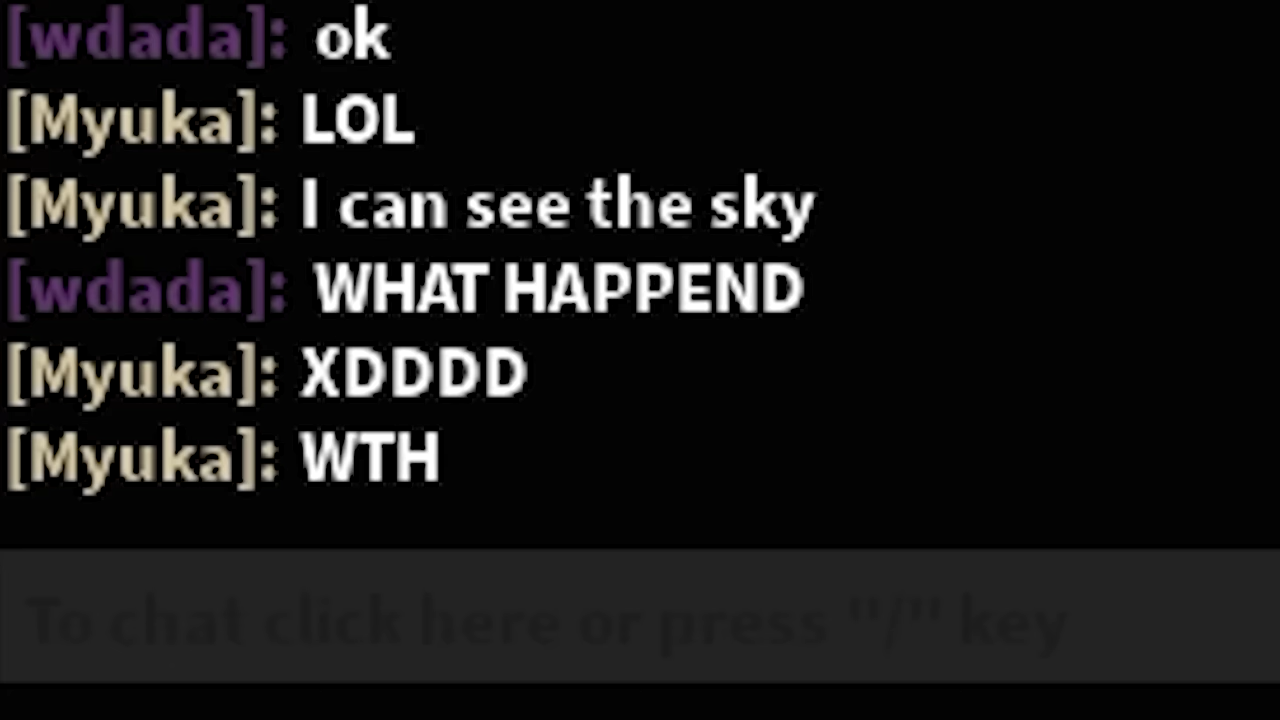 [wdada]: ok
[Myuka]: LOL
[Myuka]: I can see the sky
[wdada]: WHAT HAPPEND
[Myuka]: XDDDD
[Myuka]: WTH
To chat click here or press "/" key